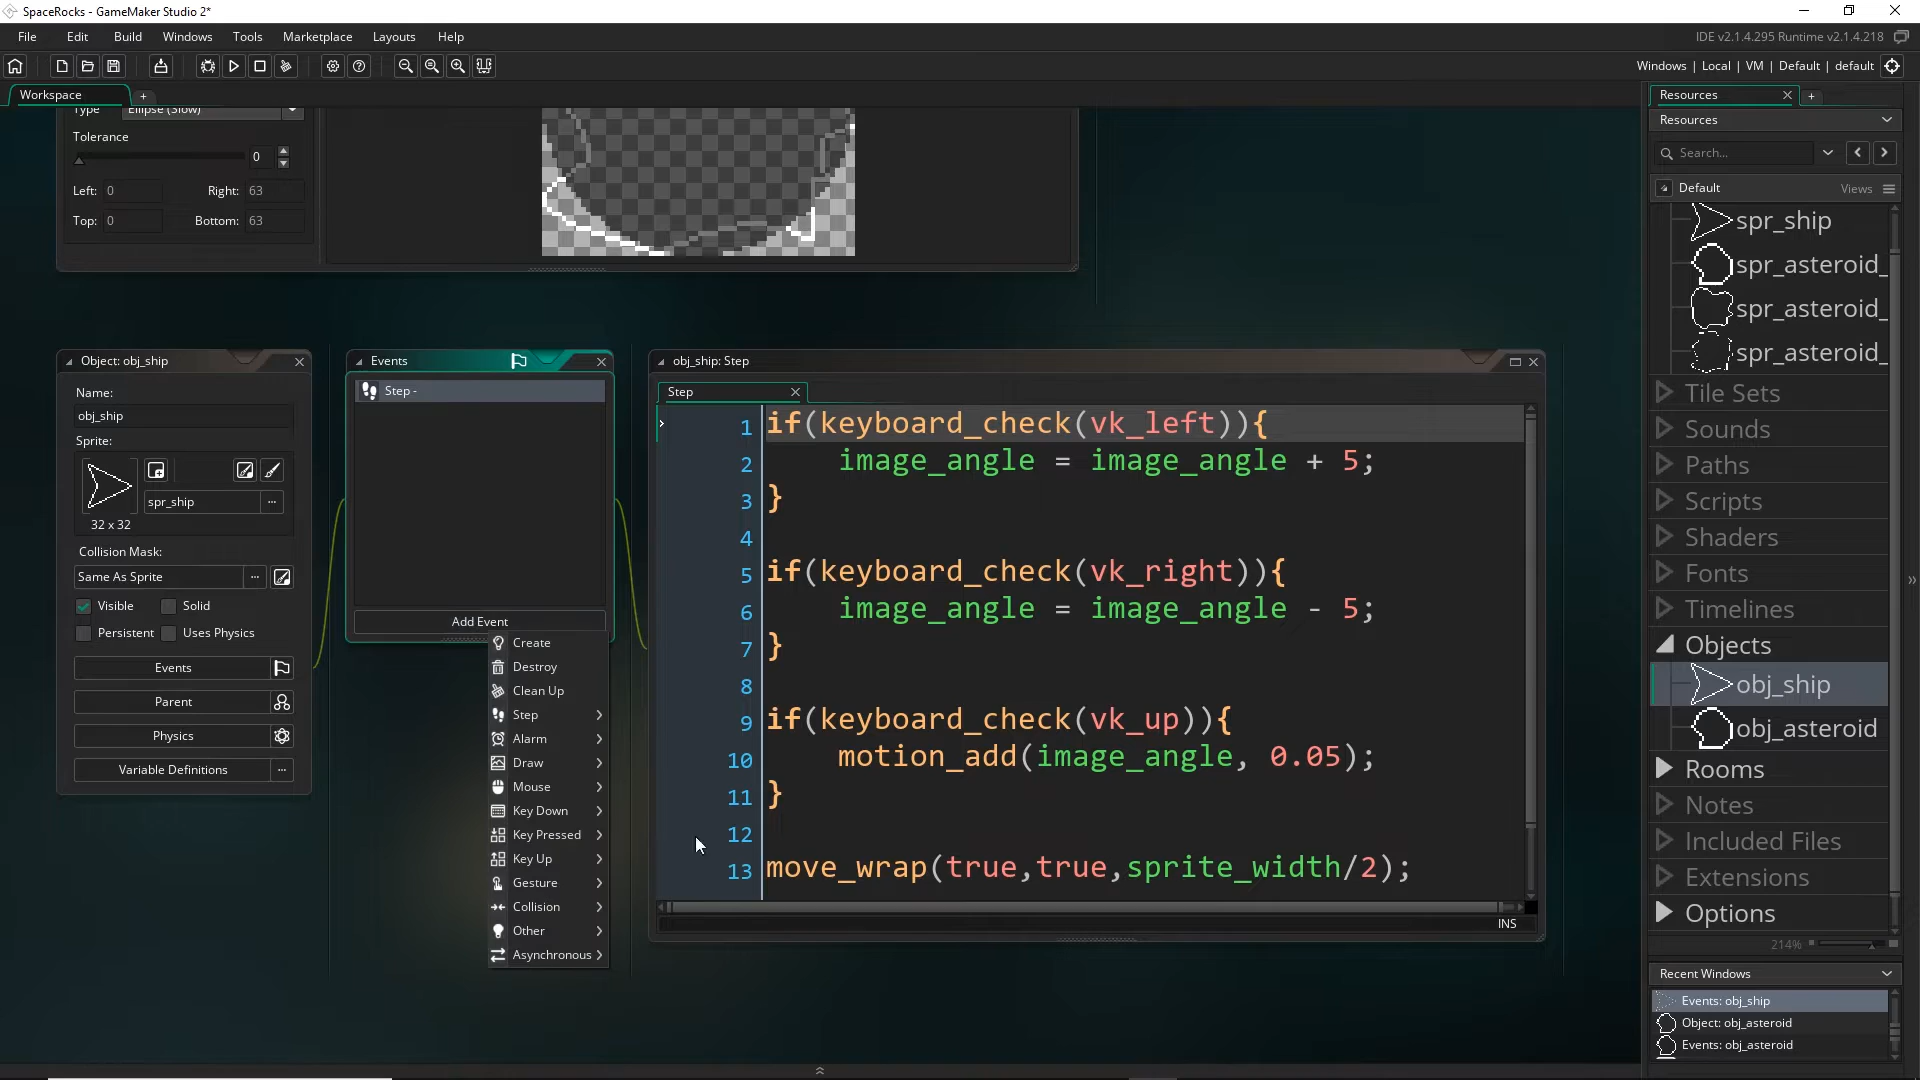 SpaceRocks - GameMaker Studio 2*
File Edit Build Windows Tools Marketplace Layouts Help
IDE v2.1.4.295 Runtime v2.1.4.218
Windows | Local | VM | Default | default
Workspace
Type Ellipse (Slow)
Tolerance
0
Left: 0 Right: 63
Top: 0 Bottom: 63
Object: obj_ship
Name:
obj_ship
Sprite:
spr_ship ...
32 x 32
Collision Mask:
Same As Sprite ...
Visible Solid
Persistent Uses Physics
Events
Parent
Physics
Variable Definitions ...
Events
Step -
Add Event
Create
Destroy
Clean Up
Step
Alarm
Draw
Mouse
Key Down
Key Pressed
Key Up
Gesture
Collision
Other
Asynchronous
obj_ship: Step
Step
1 if(keyboard_check(vk_left)){
2 image_angle = image_angle + 5;
3 }
4
5 if(keyboard_check(vk_right)){
6 image_angle = image_angle - 5;
7 }
8
9 if(keyboard_check(vk_up)){
10 motion_add(image_angle, 0.05);
11 }
12
13 move_wrap(true,true,sprite_width/2);
INS
Resources
Resources
Search...
Default Views
spr_ship
spr_asteroid_
spr_asteroid_
spr_asteroid_
Tile Sets
Sounds
Paths
Scripts
Shaders
Fonts
Timelines
Objects
obj_ship
obj_asteroid
Rooms
Notes
Included Files
Extensions
Options
214%
Recent Windows
Events: obj_ship
Object: obj_asteroid
Events: obj_asteroid